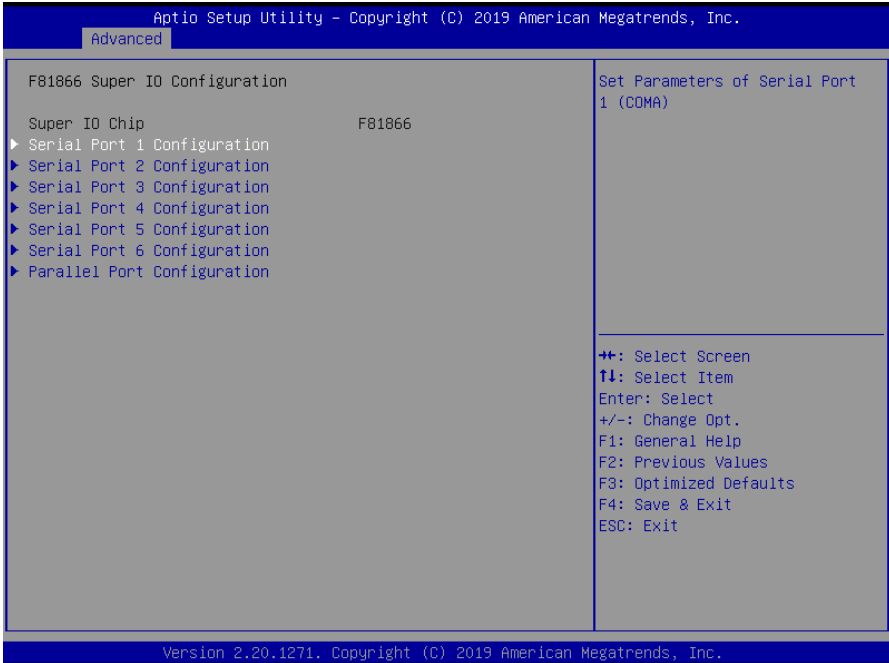 Aptio Setup Utility – Copyright (C) 2019 American Megatrends, Inc.
Advanced
F81866 Super IO Configuration
Super IO Chip F81866
Serial Port 1 Configuration
Serial Port 2 Configuration
Serial Port 3 Configuration
Serial Port 4 Configuration
Serial Port 5 Configuration
Serial Port 6 Configuration
Parallel Port Configuration
Set Parameters of Serial Port
1 (COMA)
→←: Select Screen
↑↓: Select Item
Enter: Select
+/-: Change Opt.
F1: General Help
F2: Previous Values
F3: Optimized Defaults
F4: Save & Exit
ESC: Exit
Version 2.20.1271. Copyright (C) 2019 American Megatrends, Inc.